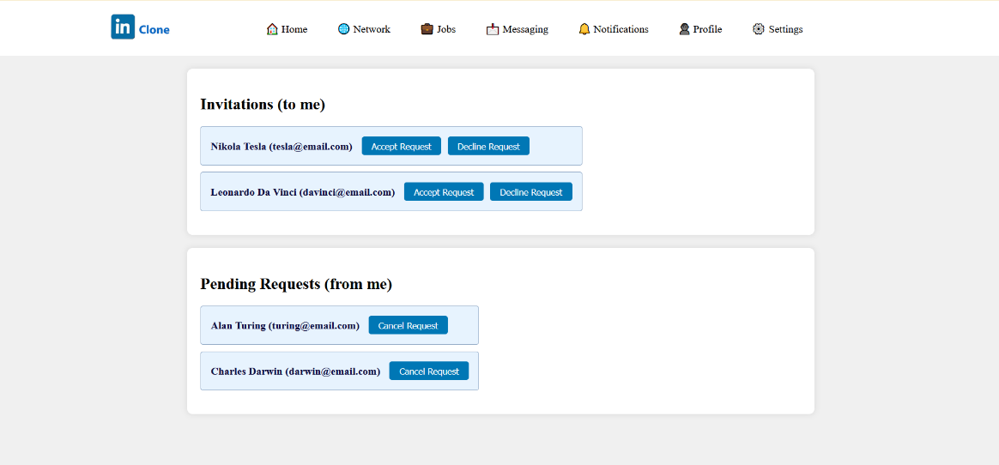 in Clone Home Network Jobs Messaging Notifications Profile Settings
Invitations (to me)
Nikola Tesla (tesla@email.com) Accept Request Decline Request
Leonardo Da Vinci (davinci@email.com) Accept Request Decline Request
Pending Requests (from me)
Alan Turing (turing@email.com) Cancel Request
Charles Darwin (darwin@email.com) Cancel Request